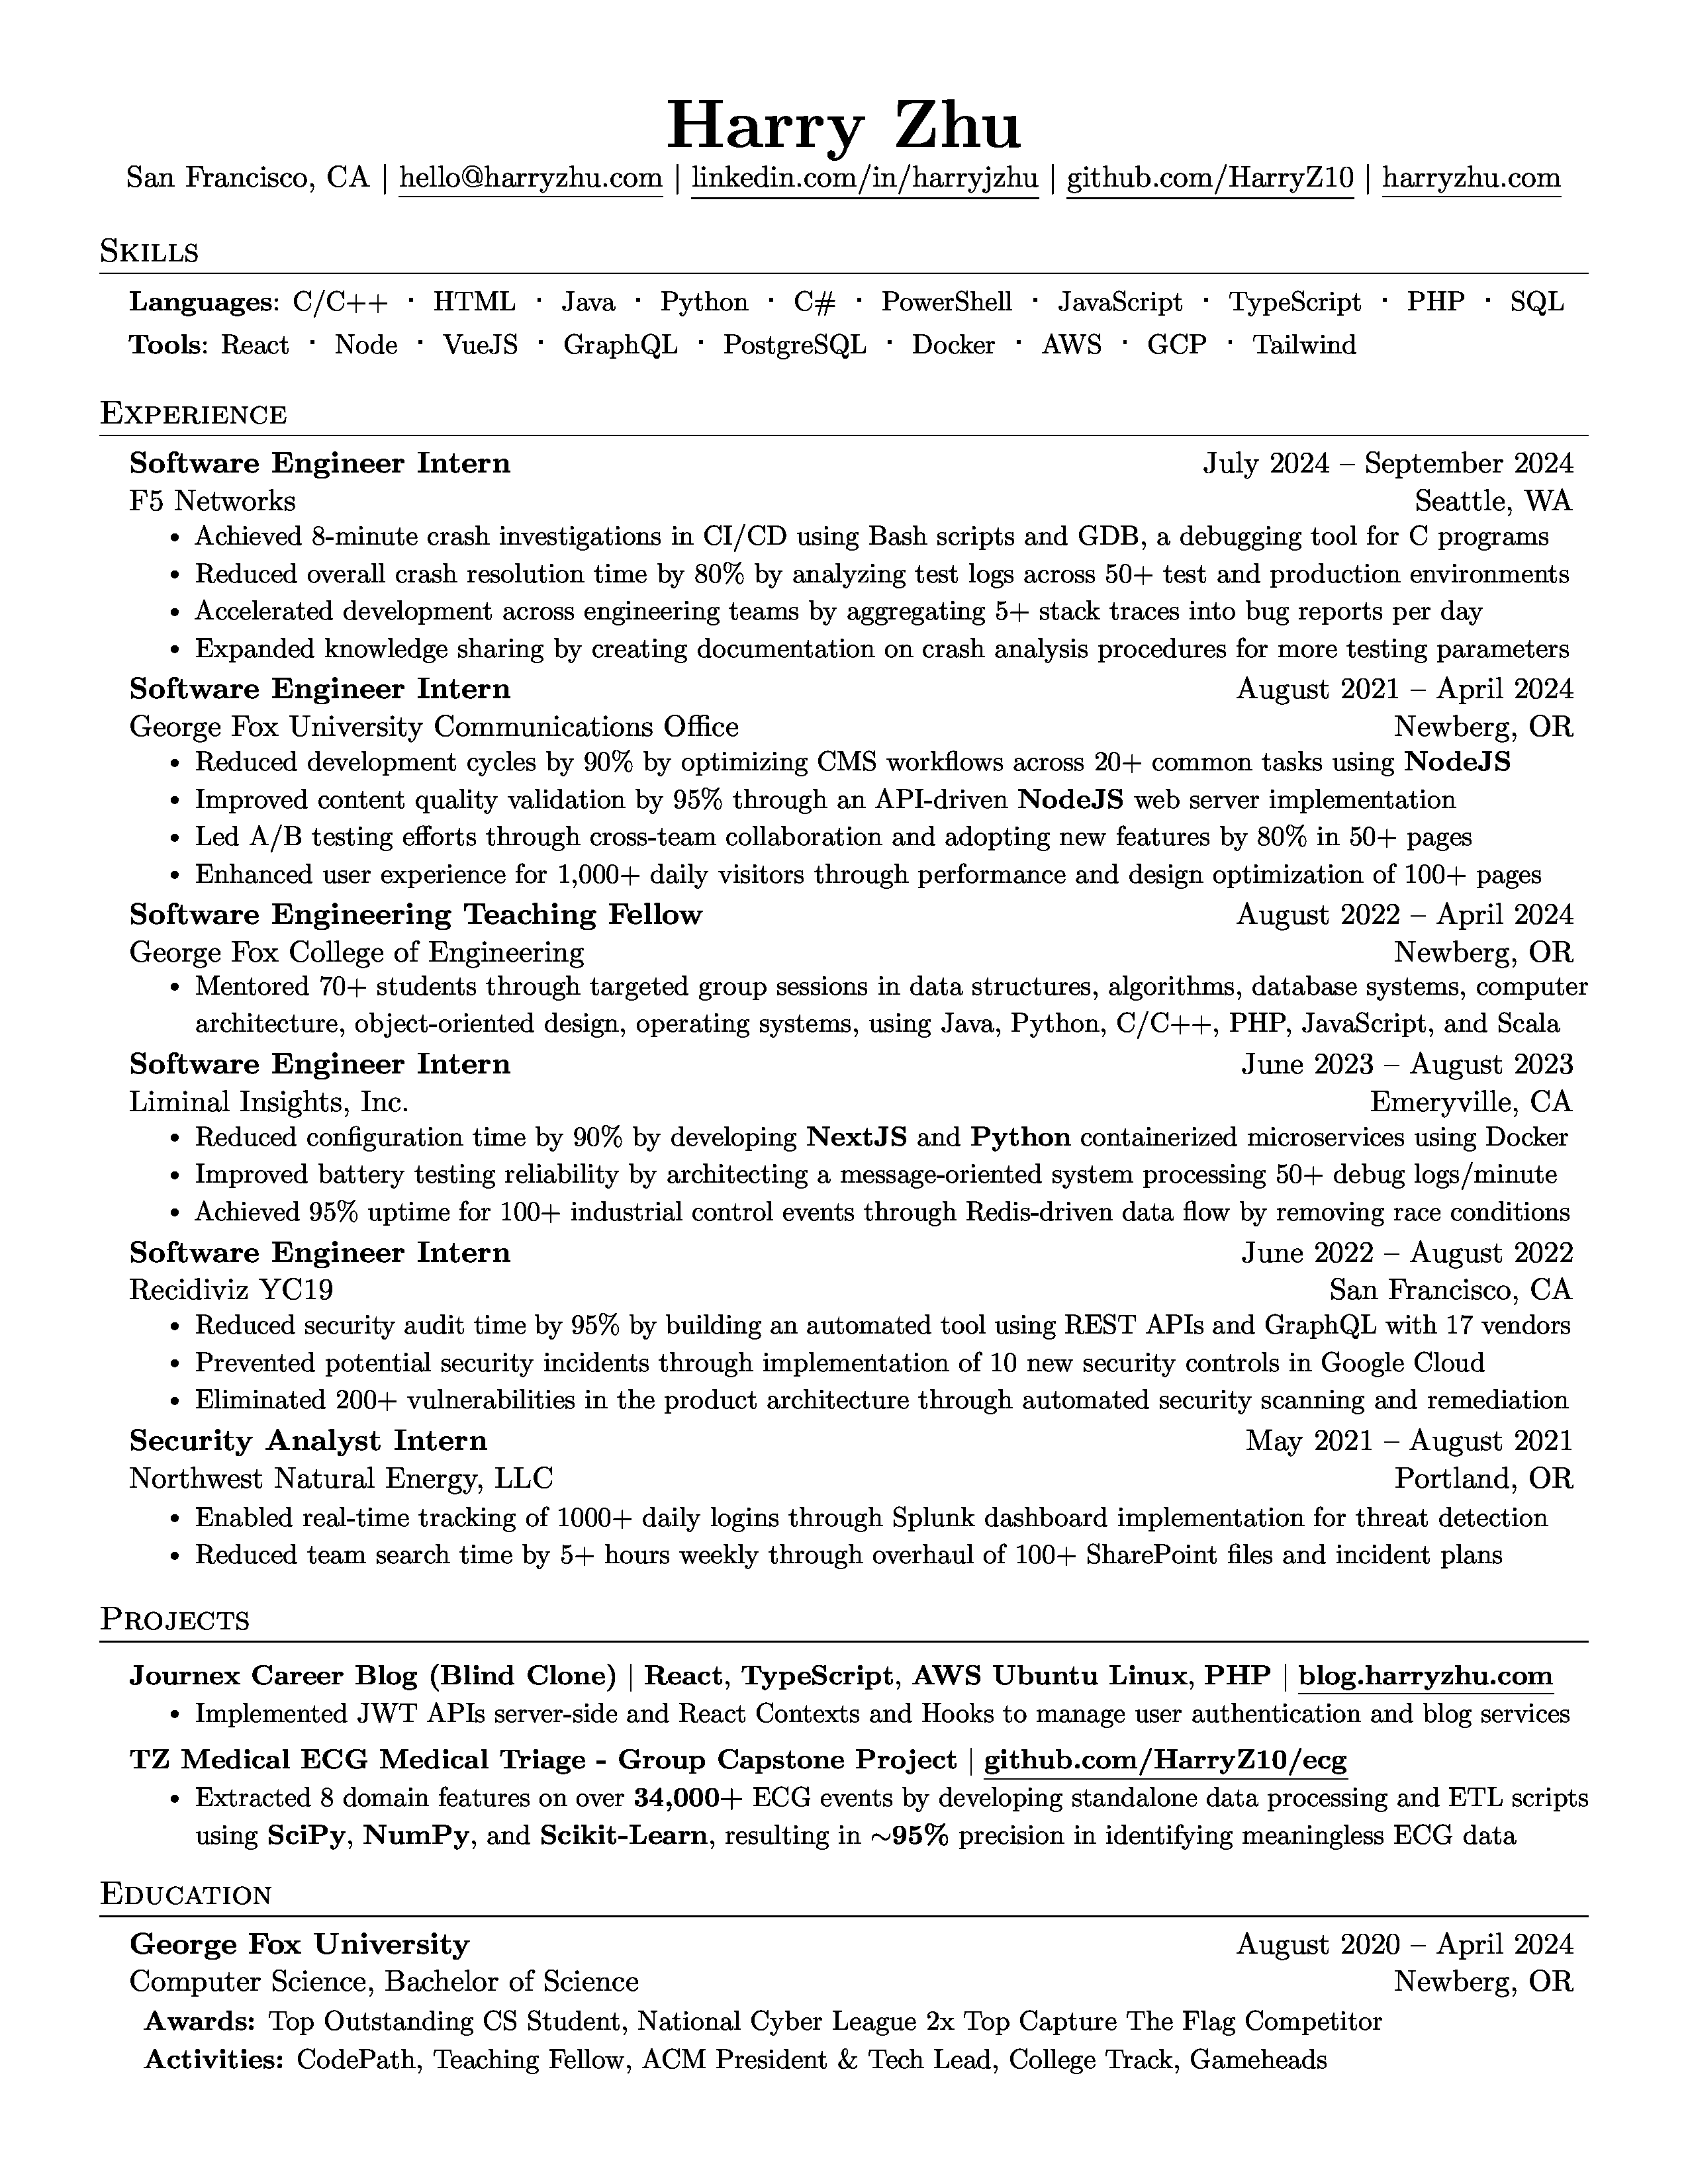 Harry Zhu
San Francisco, CA | hello@harryzhu.com | linkedin.com/in/harryjzhu | github.com/HarryZ10 | harryzhu.com
Skills
Languages: C/C++ · HTML · Java · Python · C# · PowerShell · JavaScript · TypeScript · PHP · SQL
Tools: React · Node · VueJS · GraphQL · PostgreSQL · Docker · AWS · GCP · Tailwind
Experience
Software Engineer Intern July 2024 – September 2024
F5 Networks Seattle, WA
• Achieved 8-minute crash investigations in CI/CD using Bash scripts and GDB, a debugging tool for C programs
• Reduced overall crash resolution time by 80% by analyzing test logs across 50+ test and production environments
• Accelerated development across engineering teams by aggregating 5+ stack traces into bug reports per day
• Expanded knowledge sharing by creating documentation on crash analysis procedures for more testing parameters
Software Engineer Intern August 2021 – April 2024
George Fox University Communications Office Newberg, OR
• Reduced development cycles by 90% by optimizing CMS workflows across 20+ common tasks using NodeJS
• Improved content quality validation by 95% through an API-driven NodeJS web server implementation
• Led A/B testing efforts through cross-team collaboration and adopting new features by 80% in 50+ pages
• Enhanced user experience for 1,000+ daily visitors through performance and design optimization of 100+ pages
Software Engineering Teaching Fellow August 2022 – April 2024
George Fox College of Engineering Newberg, OR
• Mentored 70+ students through targeted group sessions in data structures, algorithms, database systems, computer
architecture, object-oriented design, operating systems, using Java, Python, C/C++, PHP, JavaScript, and Scala
Software Engineer Intern June 2023 – August 2023
Liminal Insights, Inc. Emeryville, CA
• Reduced configuration time by 90% by developing NextJS and Python containerized microservices using Docker
• Improved battery testing reliability by architecting a message-oriented system processing 50+ debug logs/minute
• Achieved 95% uptime for 100+ industrial control events through Redis-driven data flow by removing race conditions
Software Engineer Intern June 2022 – August 2022
Recidiviz YC19 San Francisco, CA
• Reduced security audit time by 95% by building an automated tool using REST APIs and GraphQL with 17 vendors
• Prevented potential security incidents through implementation of 10 new security controls in Google Cloud
• Eliminated 200+ vulnerabilities in the product architecture through automated security scanning and remediation
Security Analyst Intern May 2021 – August 2021
Northwest Natural Energy, LLC Portland, OR
• Enabled real-time tracking of 1000+ daily logins through Splunk dashboard implementation for threat detection
• Reduced team search time by 5+ hours weekly through overhaul of 100+ SharePoint files and incident plans
Projects
Journex Career Blog (Blind Clone) | React, TypeScript, AWS Ubuntu Linux, PHP | blog.harryzhu.com
• Implemented JWT APIs server-side and React Contexts and Hooks to manage user authentication and blog services
TZ Medical ECG Medical Triage - Group Capstone Project | github.com/HarryZ10/ecg
• Extracted 8 domain features on over 34,000+ ECG events by developing standalone data processing and ETL scripts
using SciPy, NumPy, and Scikit-Learn, resulting in ~95% precision in identifying meaningless ECG data
Education
George Fox University August 2020 – April 2024
Computer Science, Bachelor of Science Newberg, OR
Awards: Top Outstanding CS Student, National Cyber League 2x Top Capture The Flag Competitor
Activities: CodePath, Teaching Fellow, ACM President & Tech Lead, College Track, Gameheads